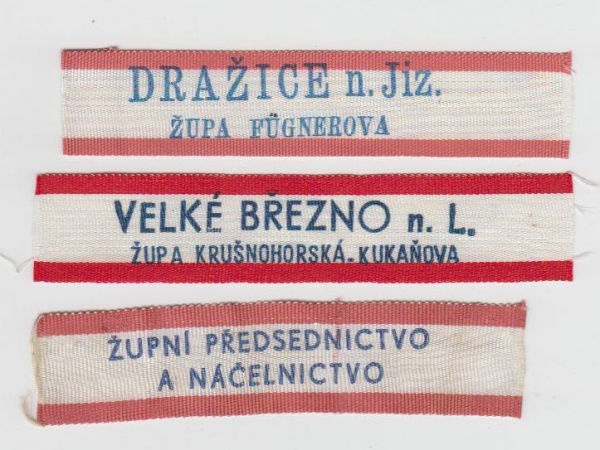 DRAŽICE n. Jiz.
ŽUPA FÜGNEROVA
VELKÉ BŘEZNO n. L.
ŽUPA KRUŠNOHORSKÁ-KUKAŇOVA
ŽUPNÍ PŘEDSEDNICTVO
A NÁČELNICTVO